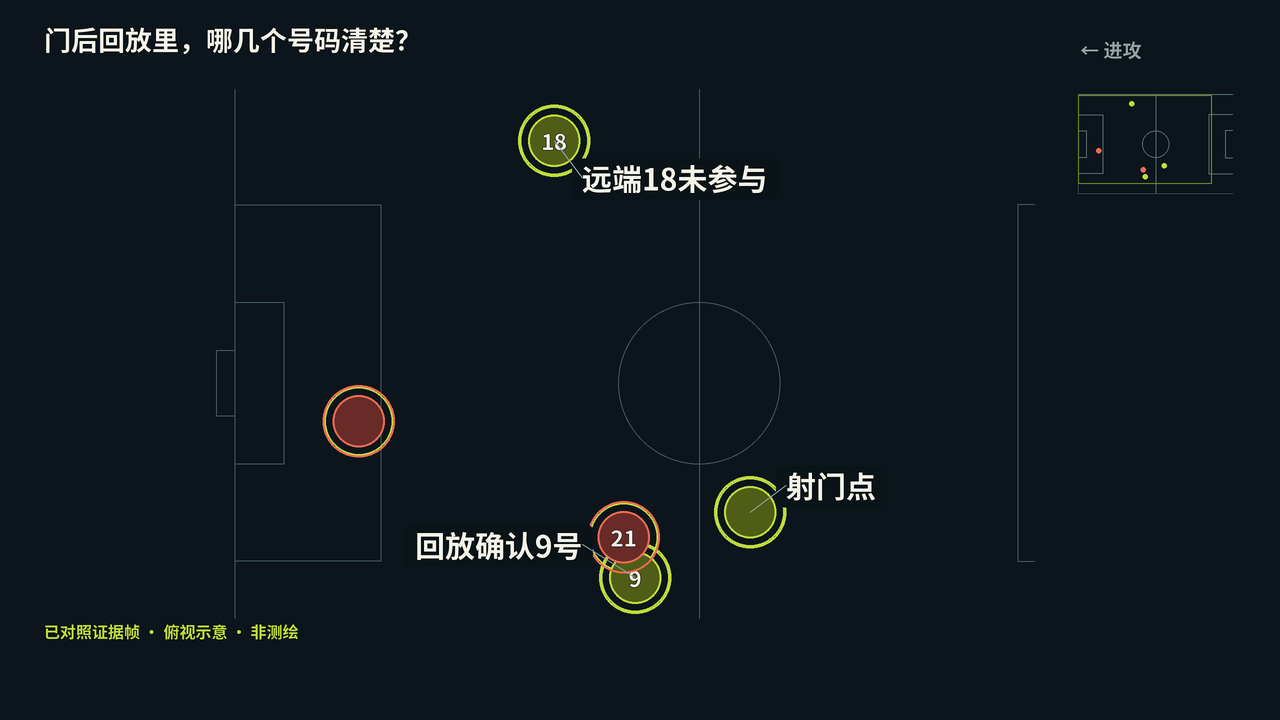 门后回放里，哪几个号码清楚？
← 进攻
18
远端18未参与
射门点
21
回放确认9号
9
已对照证据帧 · 俯视示意 · 非测绘